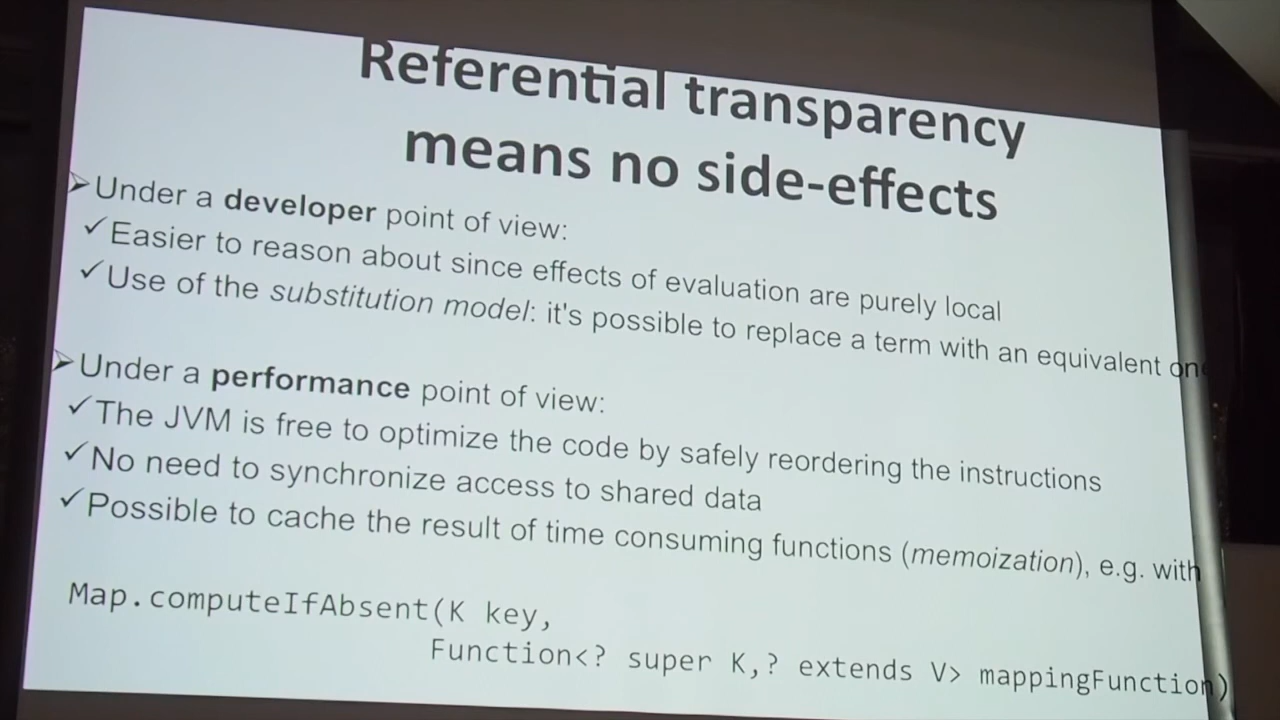 Referential transparency
means no side-effects
➢Under a developer point of view:
✓Easier to reason about since effects of evaluation are purely local
✓Use of the substitution model: it's possible to replace a term with an equivalent one
➢Under a performance point of view:
✓The JVM is free to optimize the code by safely reordering the instructions
✓No need to synchronize access to shared data
✓Possible to cache the result of time consuming functions (memoization), e.g. with
Map.computeIfAbsent(K key,
Function<? super K,? extends V> mappingFunction)